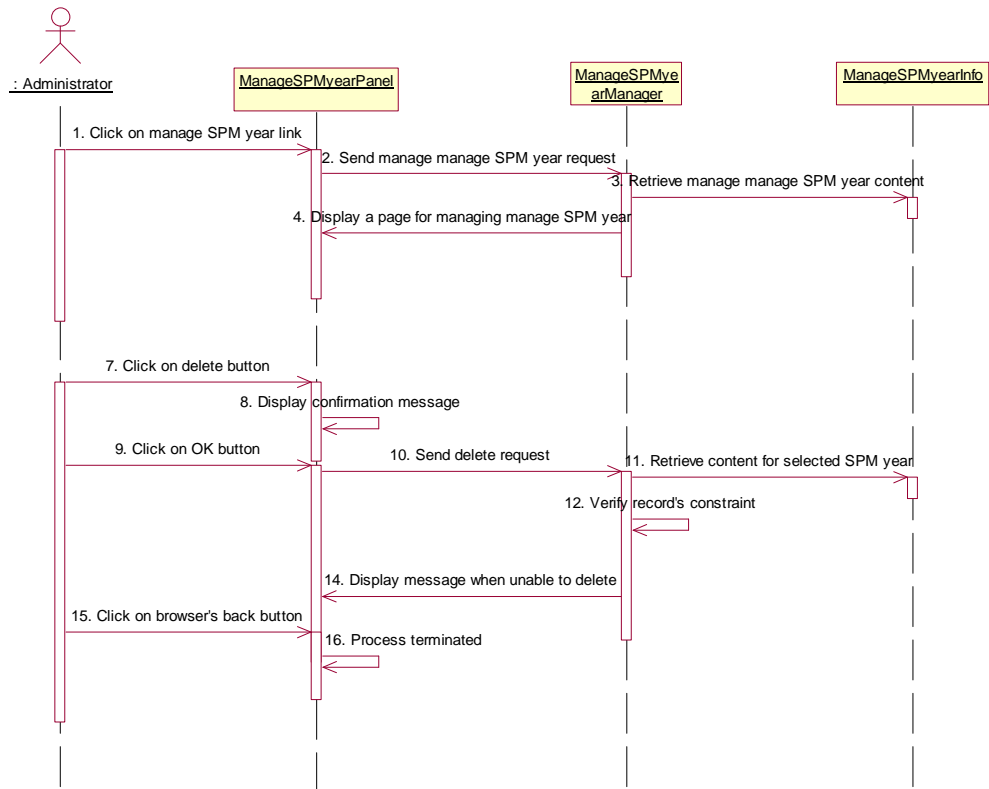 : Administrator
ManageSPMyearPanel
ManageSPMye
arManager
ManageSPMyearInfo
1. Click on manage SPM year link
2. Send manage manage SPM year request
3. Retrieve manage manage SPM year content
4. Display a page for managing manage SPM year
7. Click on delete button
8. Display confirmation message
9. Click on OK button
10. Send delete request
11. Retrieve content for selected SPM year
12. Verify record's constraint
14. Display message when unable to delete
15. Click on browser's back button
16. Process terminated